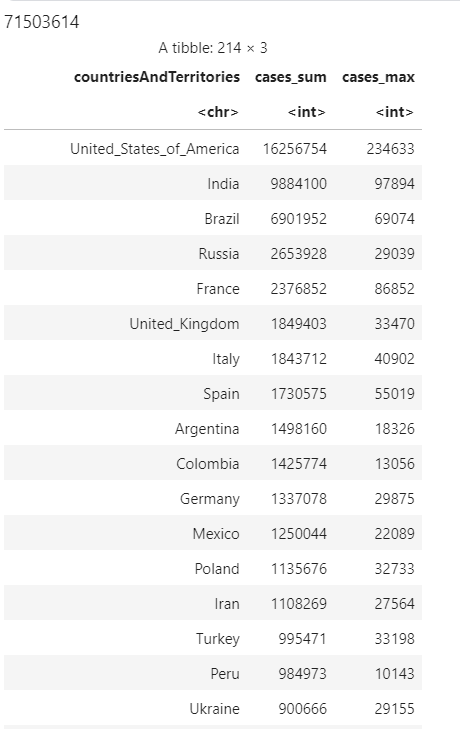 71503614
A tibble: 214 × 3
countriesAndTerritories cases_sum cases_max
<chr> <int> <int>
United_States_of_America 16256754 234633
India 9884100 97894
Brazil 6901952 69074
Russia 2653928 29039
France 2376852 86852
United_Kingdom 1849403 33470
Italy 1843712 40902
Spain 1730575 55019
Argentina 1498160 18326
Colombia 1425774 13056
Germany 1337078 29875
Mexico 1250044 22089
Poland 1135676 32733
Iran 1108269 27564
Turkey 995471 33198
Peru 984973 10143
Ukraine 900666 29155